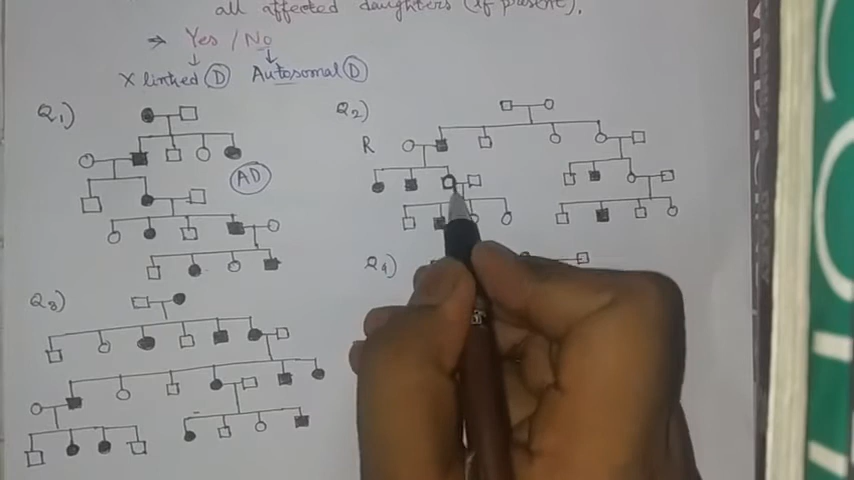 all affected daughters (if present).
⇒ Yes / No
↓ ↓
X linked D Autosomal D
Q1) Q2)
R
AD
Q4)
Q3)